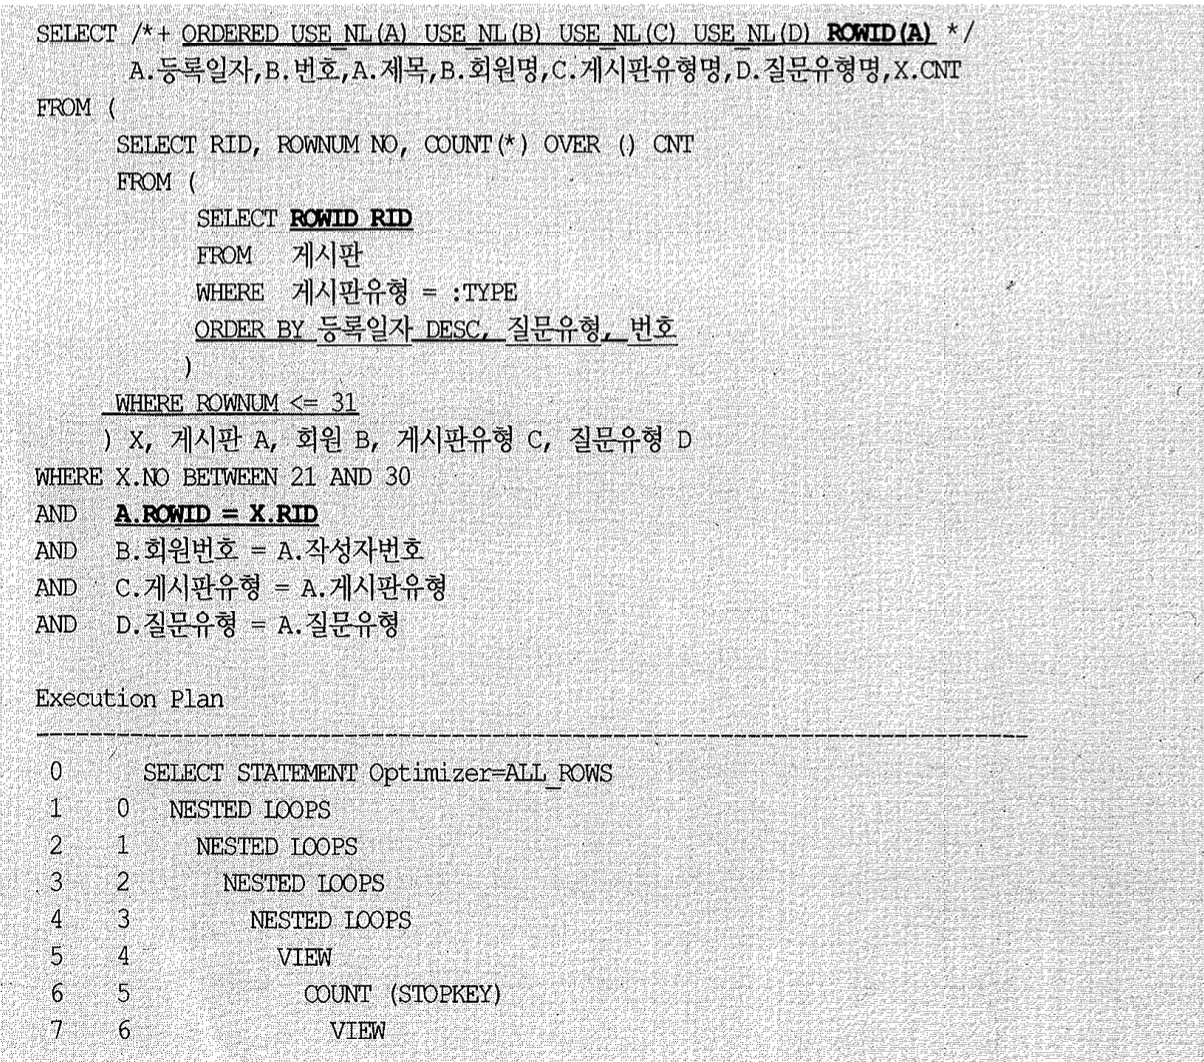 SELECT /*+ ORDERED USE_NL(A) USE_NL(B) USE_NL(C) USE_NL(D) ROWID(A) */
A.등록일자,B.번호,A.제목,B.회원명,C.게시판유형명,D.질문유형명,X.CNT
FROM (
SELECT RID, ROWNUM NO, COUNT(*) OVER () CNT
FROM (
SELECT ROWID RID
FROM 게시판
WHERE 게시판유형 = :TYPE
ORDER BY 등록일자 DESC, 질문유형, 번호
)
WHERE ROWNUM <= 31
) X, 게시판 A, 회원 B, 게시판유형 C, 질문유형 D
WHERE X.NO BETWEEN 21 AND 30
AND A.ROWID = X.RID
AND B.회원번호 = A.작성자번호
AND C.게시판유형 = A.게시판유형
AND D.질문유형 = A.질문유형
Execution Plan
0 SELECT STATEMENT Optimizer=ALL_ROWS
1 0 NESTED LOOPS
2 1 NESTED LOOPS
3 2 NESTED LOOPS
4 3 NESTED LOOPS
5 4 VIEW
6 5 COUNT (STOPKEY)
7 6 VIEW